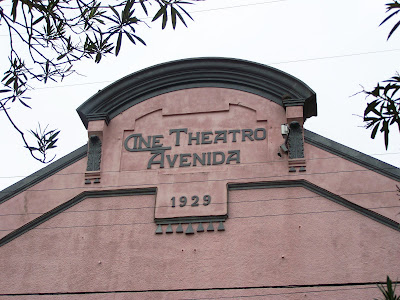 CINE THEATRO
AVENIDA
1929